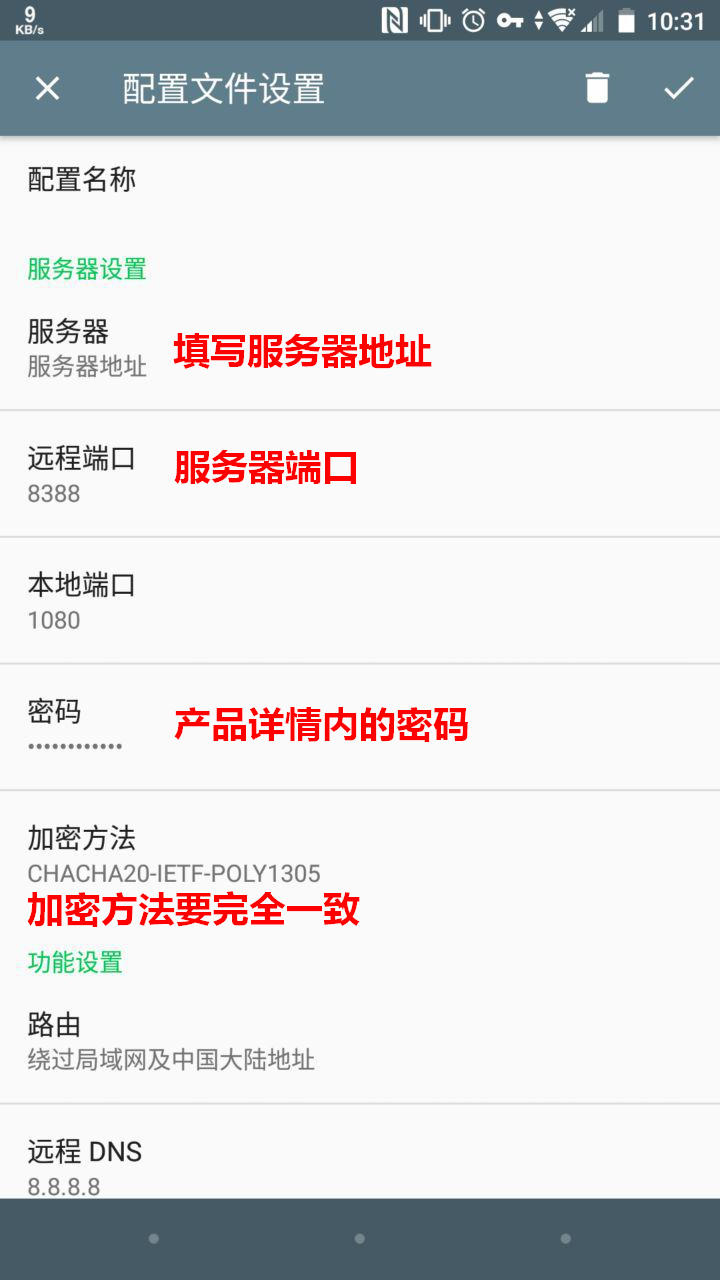 9
KB/s
10:31
配置文件设置
配置名称
服务器设置
服务器
服务器地址
填写服务器地址
远程端口
8388
服务器端口
本地端口
1080
密码
••••••••••••
产品详情内的密码
加密方法
CHACHA20-IETF-POLY1305
加密方法要完全一致
功能设置
路由
绕过局域网及中国大陆地址
远程 DNS
8.8.8.8